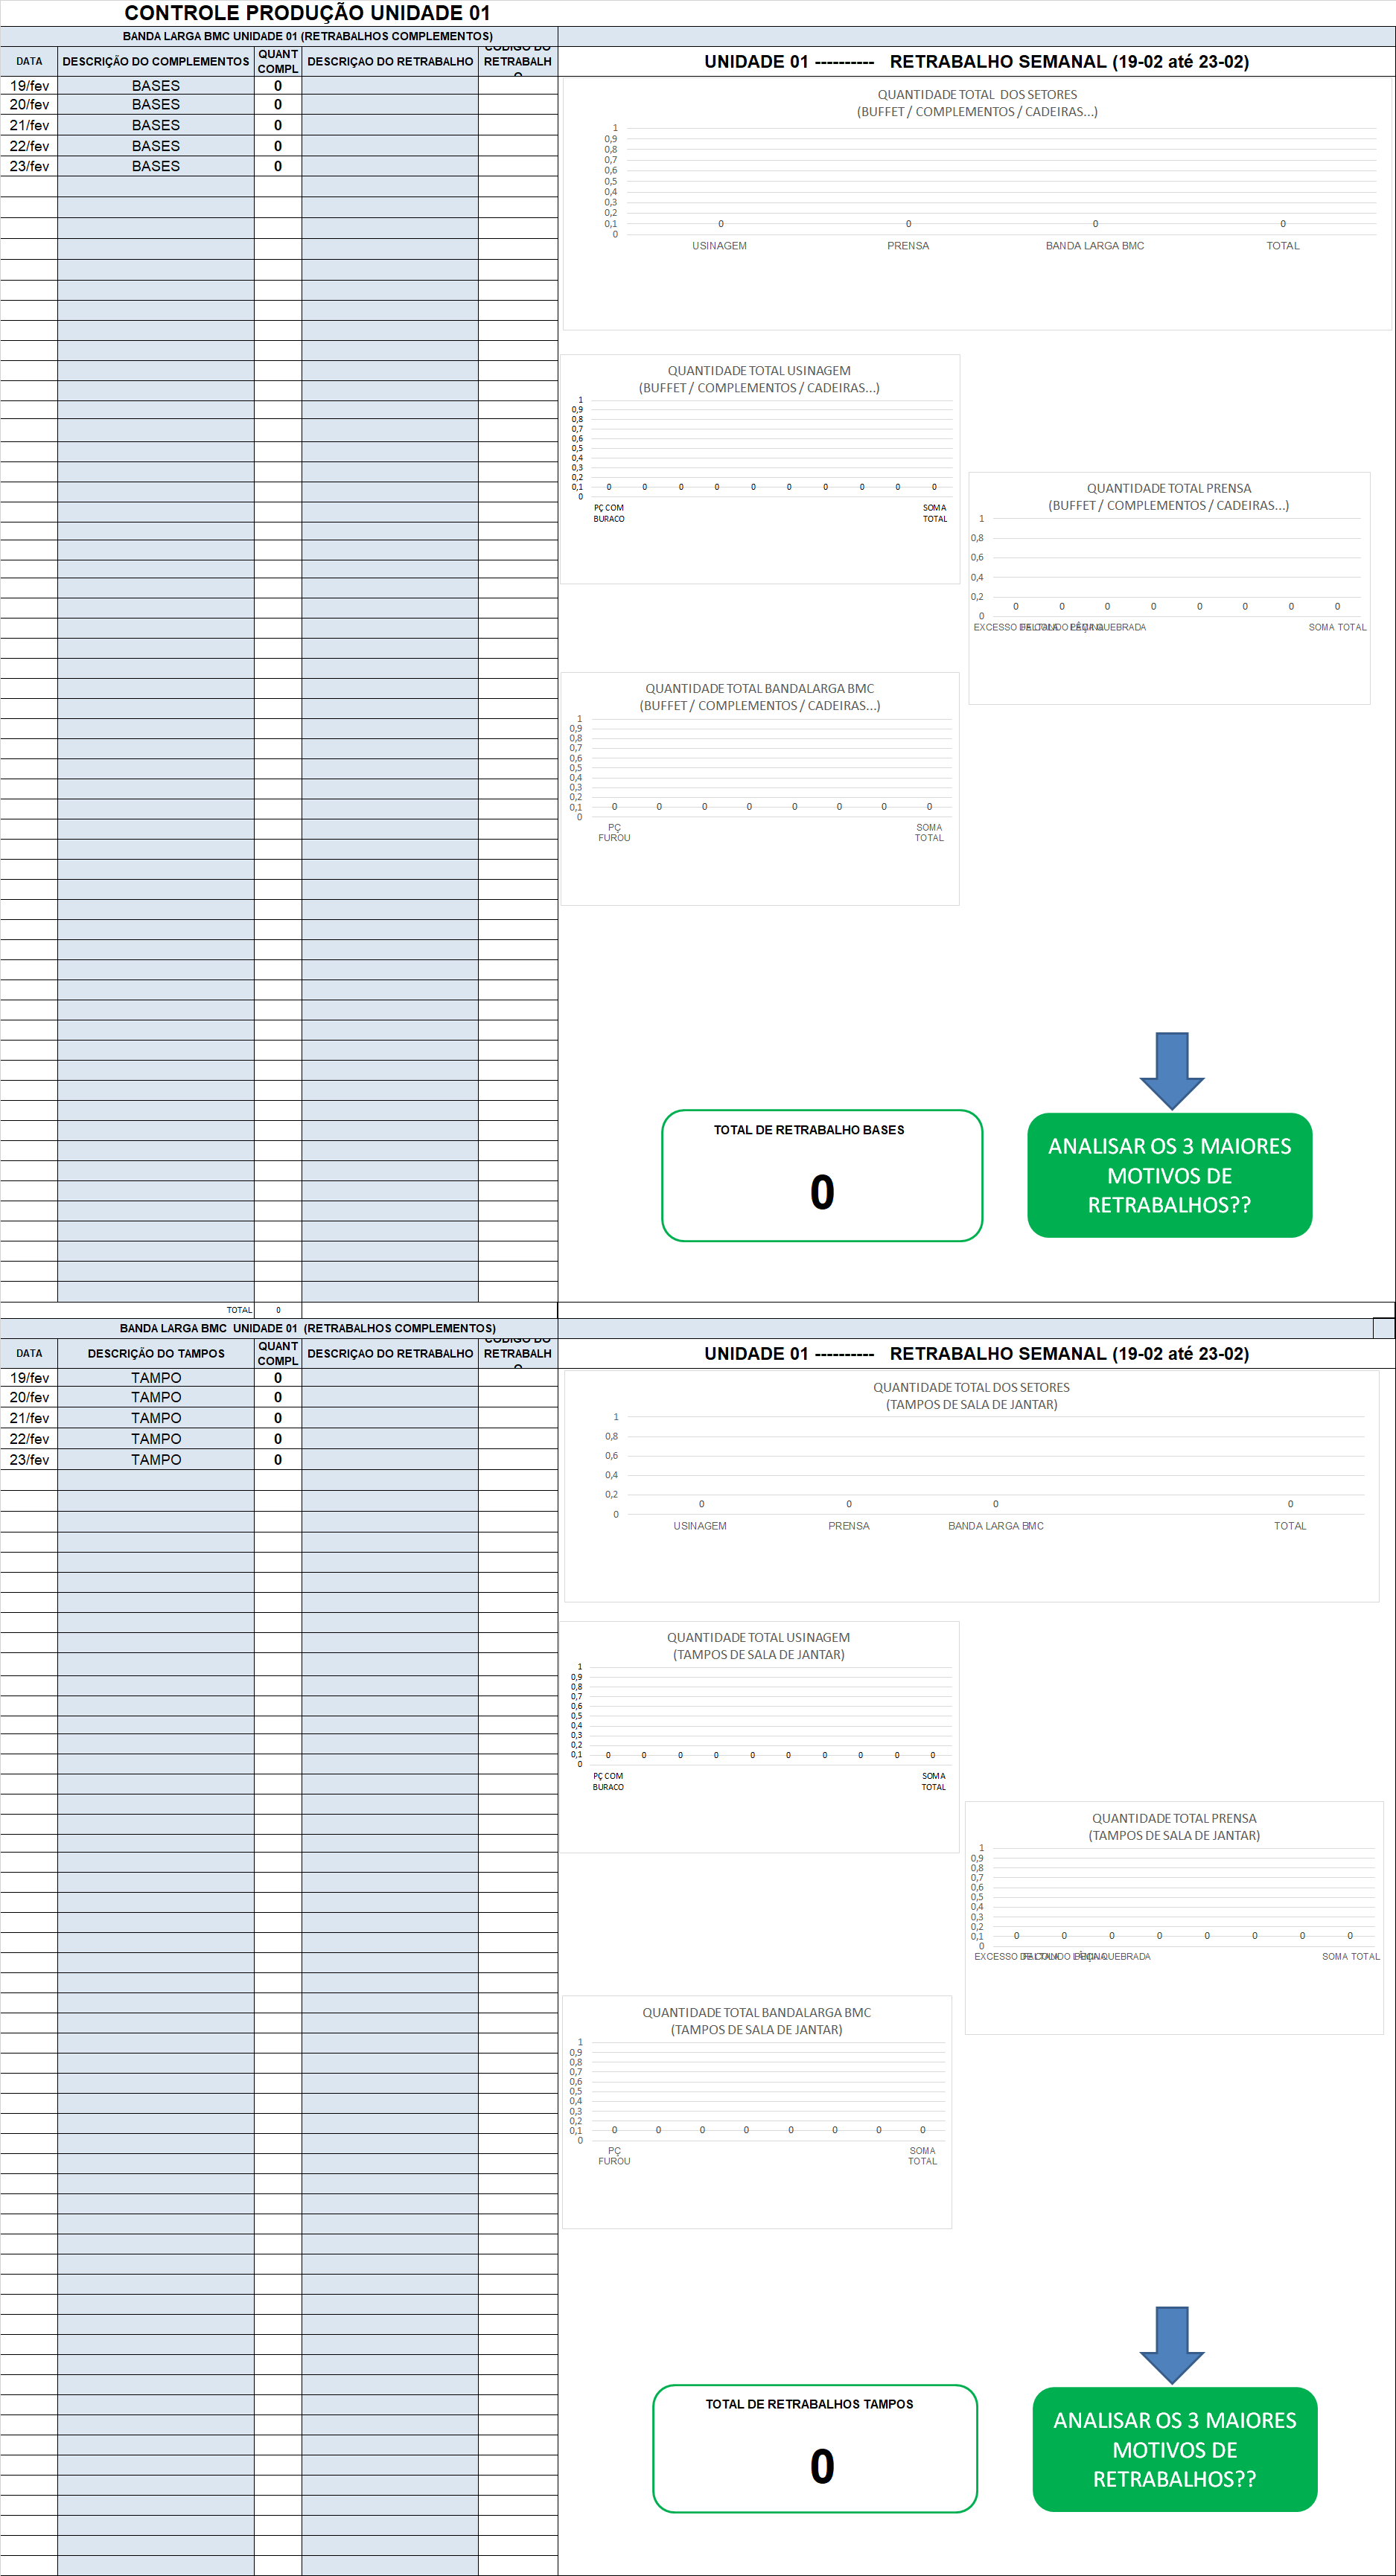 CONTROLE PRODUÇÃO UNIDADE 01
BANDA LARGA BMC UNIDADE 01 (RETRABALHOS COMPLEMENTOS)
DATA DESCRIÇÃO DO COMPLEMENTOS QUANT COMPL DESCRIÇAO DO RETRABALHO CODIGO DO RETRABALHO
19/fev BASES 0
20/fev BASES 0
21/fev BASES 0
22/fev BASES 0
23/fev BASES 0
UNIDADE 01 ---------- RETRABALHO SEMANAL (19-02 até 23-02)
QUANTIDADE TOTAL DOS SETORES
(BUFFET / COMPLEMENTOS / CADEIRAS...)
1
0,9
0,8
0,7
0,6
0,5
0,4
0,3
0,2
0,1
0
0 0 0 0
USINAGEM PRENSA BANDA LARGA BMC TOTAL
QUANTIDADE TOTAL USINAGEM
(BUFFET / COMPLEMENTOS / CADEIRAS...)
1
0,9
0,8
0,7
0,6
0,5
0,4
0,3
0,2
0,1
0
0 0 0 0 0 0 0 0 0 0
PÇ COM SOMA
BURACO TOTAL
QUANTIDADE TOTAL PRENSA
(BUFFET / COMPLEMENTOS / CADEIRAS...)
1
0,8
0,6
0,4
0,2
0
0 0 0 0 0 0 0 0
EXCESSO SOMA TOTAL
QUANTIDADE TOTAL BANDALARGA BMC
(BUFFET / COMPLEMENTOS / CADEIRAS...)
1
0,9
0,8
0,7
0,6
0,5
0,4
0,3
0,2
0,1
0
0 0 0 0 0 0 0 0
PÇ SOMA
FUROU TOTAL
TOTAL DE RETRABALHO BASES
0
ANALISAR OS 3 MAIORES
MOTIVOS DE
RETRABALHOS??
TOTAL 0
BANDA LARGA BMC UNIDADE 01 (RETRABALHOS COMPLEMENTOS)
DATA DESCRIÇÃO DO TAMPOS QUANT COMPL DESCRIÇAO DO RETRABALHO CODIGO DO RETRABALHO
19/fev TAMPO 0
20/fev TAMPO 0
21/fev TAMPO 0
22/fev TAMPO 0
23/fev TAMPO 0
UNIDADE 01 ---------- RETRABALHO SEMANAL (19-02 até 23-02)
QUANTIDADE TOTAL DOS SETORES
(TAMPOS DE SALA DE JANTAR)
1
0,8
0,6
0,4
0,2
0
0 0 0 0
USINAGEM PRENSA BANDA LARGA BMC TOTAL
QUANTIDADE TOTAL USINAGEM
(TAMPOS DE SALA DE JANTAR)
1
0,9
0,8
0,7
0,6
0,5
0,4
0,3
0,2
0,1
0
0 0 0 0 0 0 0 0 0 0
PÇ COM SOMA
BURACO TOTAL
QUANTIDADE TOTAL PRENSA
(TAMPOS DE SALA DE JANTAR)
1
0,9
0,8
0,7
0,6
0,5
0,4
0,3
0,2
0,1
0
0 0 0 0 0 0 0 0
EXCESSO SOMA TOTAL
QUANTIDADE TOTAL BANDALARGA BMC
(TAMPOS DE SALA DE JANTAR)
1
0,9
0,8
0,7
0,6
0,5
0,4
0,3
0,2
0,1
0
0 0 0 0 0 0 0 0
PÇ SOMA
FUROU TOTAL
TOTAL DE RETRABALHOS TAMPOS
0
ANALISAR OS 3 MAIORES
MOTIVOS DE
RETRABALHOS??